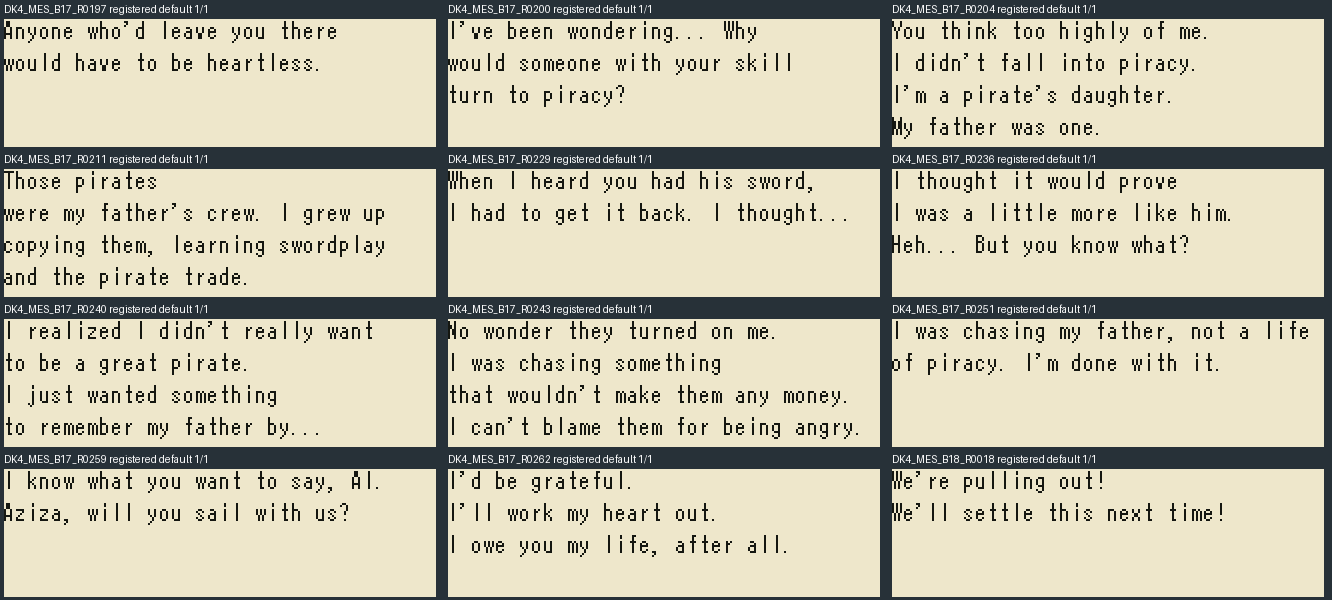 DK4_MES_B17_R0197 registered default 1/1
Anyone who'd leave you there
would have to be heartless.
DK4_MES_B17_R0200 registered default 1/1
I've been wondering... Why
would someone with your skill
turn to piracy?
DK4_MES_B17_R0204 registered default 1/1
You think too highly of me.
I didn't fall into piracy.
I'm a pirate's daughter.
My father was one.
DK4_MES_B17_R0211 registered default 1/1
Those pirates
were my father's crew. I grew up
copying them, learning swordplay
and the pirate trade.
DK4_MES_B17_R0229 registered default 1/1
When I heard you had his sword,
I had to get it back. I thought...
DK4_MES_B17_R0236 registered default 1/1
I thought it would prove
I was a little more like him.
Heh... But you know what?
DK4_MES_B17_R0240 registered default 1/1
I realized I didn't really want
to be a great pirate.
I just wanted something
to remember my father by...
DK4_MES_B17_R0243 registered default 1/1
No wonder they turned on me.
I was chasing something
that wouldn't make them any money.
I can't blame them for being angry.
DK4_MES_B17_R0251 registered default 1/1
I was chasing my father, not a life
of piracy. I'm done with it.
DK4_MES_B17_R0259 registered default 1/1
I know what you want to say, Al.
Aziza, will you sail with us?
DK4_MES_B17_R0262 registered default 1/1
I'd be grateful.
I'll work my heart out.
I owe you my life, after all.
DK4_MES_B18_R0018 registered default 1/1
We're pulling out!
We'll settle this next time!